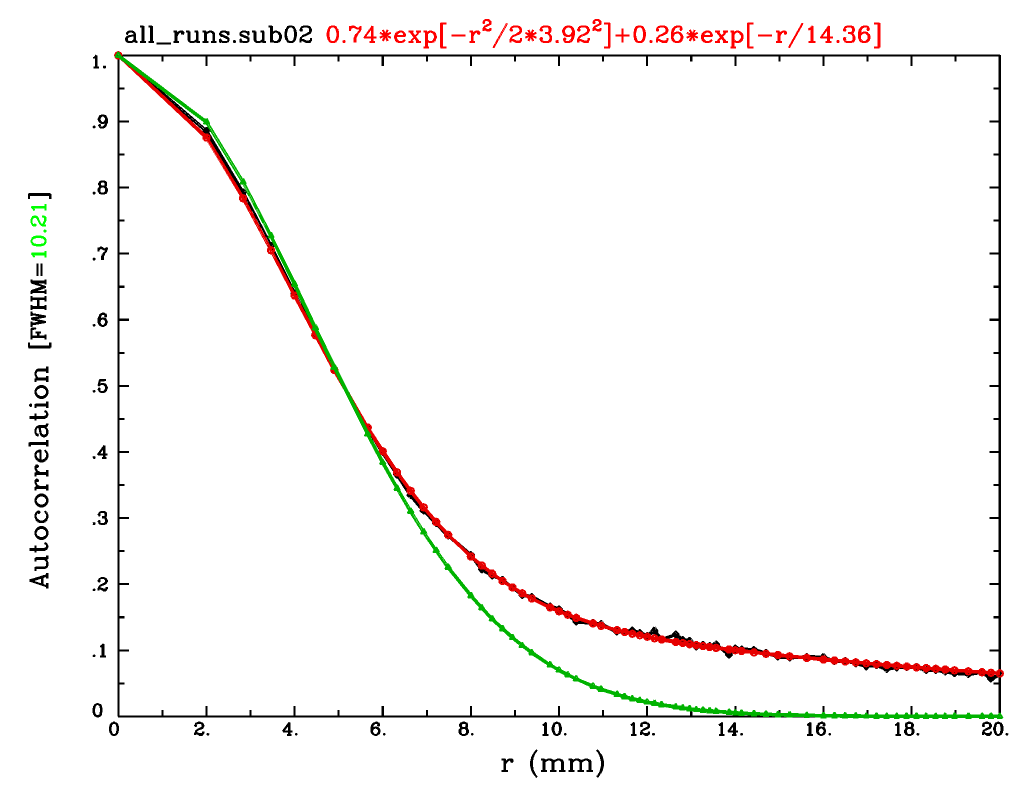 all_runs.sub02 0.74*exp[-r²/2*3.92²]+0.26*exp[-r/14.36]
1.
.9
.8
.7
.6
.5
.4
.3
.2
.1
0
Autocorrelation [FWHM=10.21]
0. 2. 4. 6. 8. 10. 12. 14. 16. 18. 20.
r (mm)